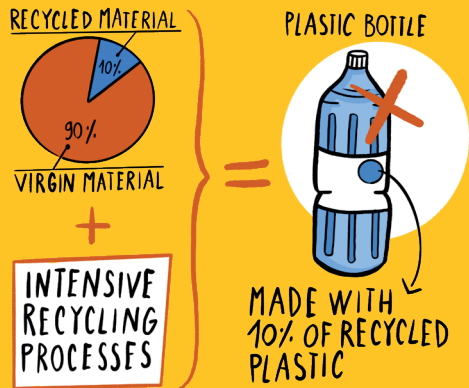 RECYCLED MATERIAL
10%
90%
VIRGIN MATERIAL
+
INTENSIVE
RECYCLING
PROCESSES
=
PLASTIC BOTTLE
MADE WITH
10% OF RECYCLED
PLASTIC